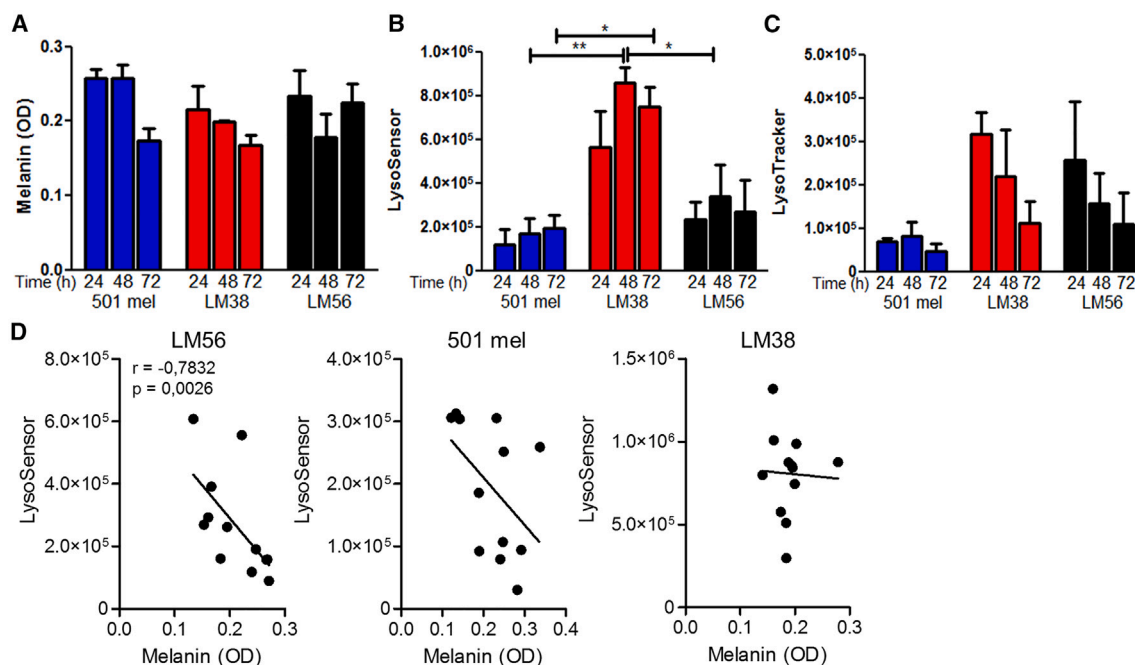 A
Melanin (OD)
0.3
0.2
0.1
0.0
Time (h) 24 48 72 24 48 72 24 48 72
501 mel LM38 LM56
B
LysoSensor
* 
** *
1.0×10⁶
8.0×10⁵
6.0×10⁵
4.0×10⁵
2.0×10⁵
0
Time (h) 24 48 72 24 48 72 24 48 72
501 mel LM38 LM56
C
LysoTracker
5.0×10⁵
4.0×10⁵
3.0×10⁵
2.0×10⁵
1.0×10⁵
0
Time (h) 24 48 72 24 48 72 24 48 72
501 mel LM38 LM56
D
LM56
r = -0,7832
p = 0,0026
LysoSensor
8.0×10⁵
6.0×10⁵
4.0×10⁵
2.0×10⁵
0
0.0 0.1 0.2 0.3
Melanin (OD)
501 mel
LysoSensor
4.0×10⁵
3.0×10⁵
2.0×10⁵
1.0×10⁵
0
0.0 0.1 0.2 0.3 0.4
Melanin (OD)
LM38
LysoSensor
1.5×10⁶
1.0×10⁶
5.0×10⁵
0
0.0 0.1 0.2 0.3
Melanin (OD)